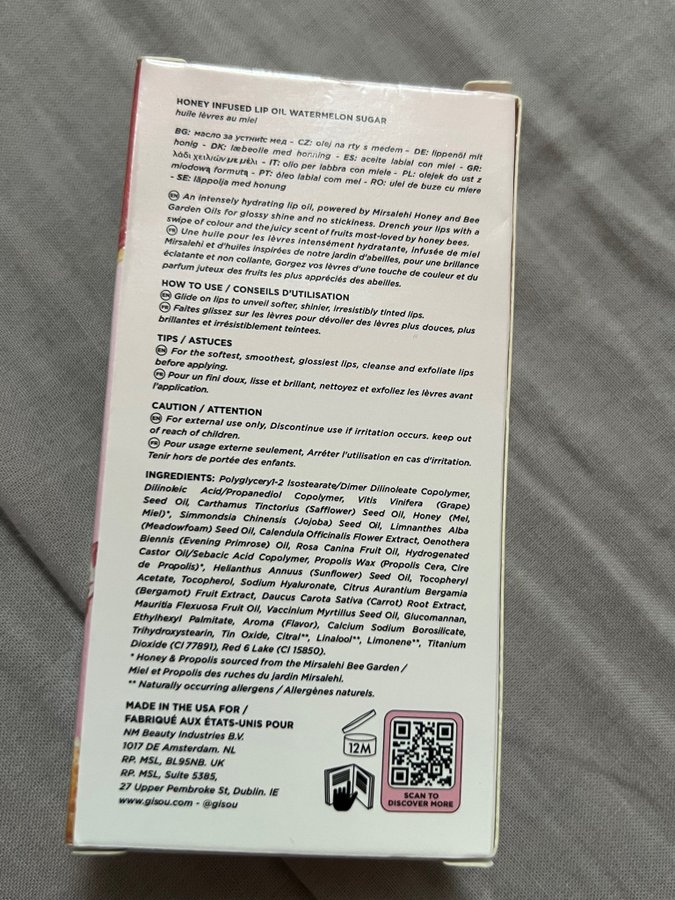 HONEY INFUSED LIP OIL WATERMELON SUGAR
huile lèvres au miel
BG: масло за устнитс мед - CZ: olej na rty s medem - DE: lippenöl mit
honig - DK: læbeolie med honning - ES: aceite labial con miel - GR:
λάδι χειλιών με μέλι - IT: olio per labbra con miele - PL: olejek do ust z
miodową formutą - PT: óleo labial com mel - RO: ulei de buze cu miere
- SE: läppolja med honung
EN An intensely hydrating lip oil, powered by Mirsalehi Honey and Bee
Garden Oils for glossy shine and no stickiness. Drench your lips with a
swipe of colour and the juicy scent of fruits most-loved by honey bees.
FR Une huile pour les lèvres intensément hydratante, infusée de miel
Mirsalehi et d'huiles inspirées de notre jardin d'abeilles, pour une brillance
éclatante et non collante, Gorgez vos lèvres d'une touche de couleur et du
parfum juteux des fruits les plus appréciés des abeilles.
HOW TO USE / CONSEILS D'UTILISATION
EN Glide on lips to unveil softer, shinier, irresistibly tinted lips.
FR Faites glissez sur les lèvres pour dévoiler des lèvres plus douces, plus
brillantes et irrésistiblement teintees.
TIPS / ASTUCES
EN For the softest, smoothest, glossiest lips, cleanse and exfoliate lips
before applying.
FR Pour un fini doux, lisse et brillant, nettoyez et exfoliez les lèvres avant
l'application.
CAUTION / ATTENTION
EN For external use only, Discontinue use if irritation occurs. keep out
of reach of children.
FR Pour usage externe seulement, Arrêter l'utilisation en cas d'irritation.
Tenir hors de portée des enfants.
INGREDIENTS: Polyglyceryl-2 Isostearate/Dimer Dilinoleate Copolymer,
Dilinoleic Acid/Propanediol Copolymer, Vitis Vinifera (Grape)
Seed Oil, Carthamus Tinctorius (Safflower) Seed Oil, Honey (Mel,
Miel)*, Simmondsia Chinensis (Jojoba) Seed Oil, Limnanthes Alba
(Meadowfoam) Seed Oil, Calendula Officinalis Flower Extract, Oenothera
Biennis (Evening Primrose) Oil, Rosa Canina Fruit Oil, Hydrogenated
Castor Oil/Sebacic Acid Copolymer, Propolis Wax (Propolis Cera, Cire
de Propolis)*, Helianthus Annuus (Sunflower) Seed Oil, Tocopheryl
Acetate, Tocopherol, Sodium Hyaluronate, Citrus Aurantium Bergamia
(Bergamot) Fruit Extract, Daucus Carota Sativa (Carrot) Root Extract,
Mauritia Flexuosa Fruit Oil, Vaccinium Myrtillus Seed Oil, Glucomannan,
Ethylhexyl Palmitate, Aroma (Flavor), Calcium Sodium Borosilicate,
Trihydroxystearin, Tin Oxide, Citral**, Linalool**, Limonene**, Titanium
Dioxide (CI 77891), Red 6 Lake (CI 15850).
* Honey & Propolis sourced from the Mirsalehi Bee Garden /
Miel et Propolis des ruches du jardin Mirsalehi.
** Naturally occurring allergens / Allergènes naturels.
MADE IN THE USA FOR /
FABRIQUÉ AUX ÉTATS-UNIS POUR
NM Beauty Industries B.V.
1017 DE Amsterdam. NL
RP. MSL, BL95NB. UK
RP. MSL, Suite 5385,
27 Upper Pembroke St, Dublin. IE
www.gisou.com - @gisou
12M
SCAN TO
DISCOVER MORE